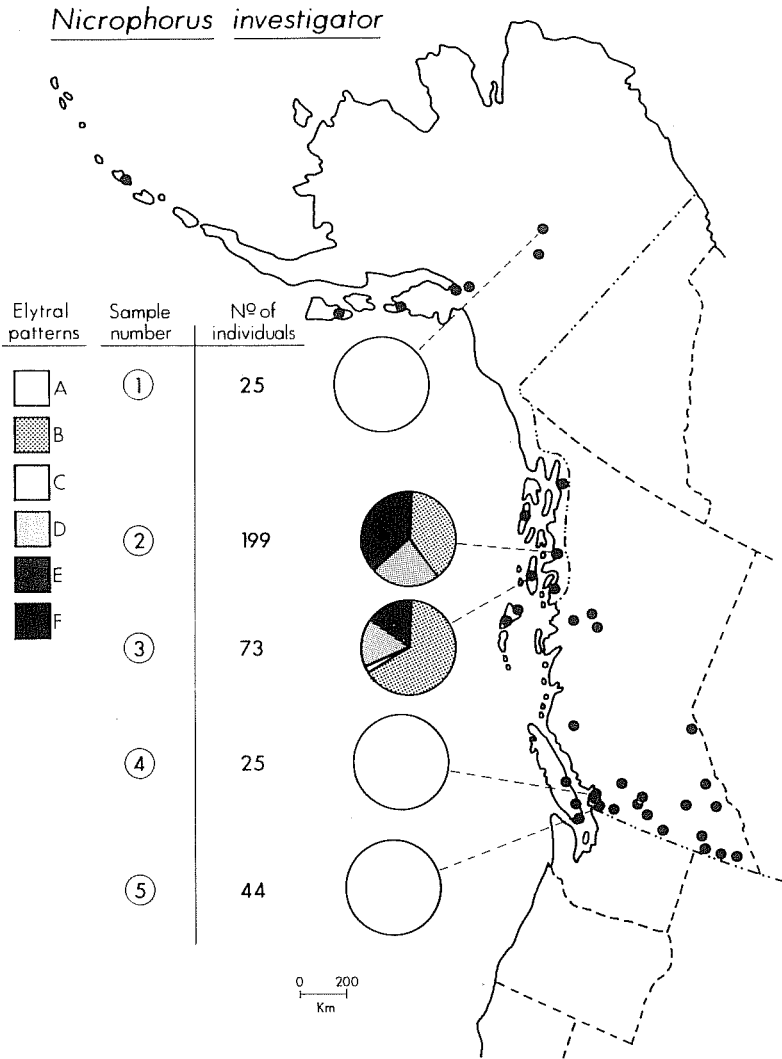 Nicrophorus investigator
Elytral patterns
Sample number
Nº of individuals
A
B
C
D
E
F
1 25
2 199
3 73
4 25
5 44
0 200
Km